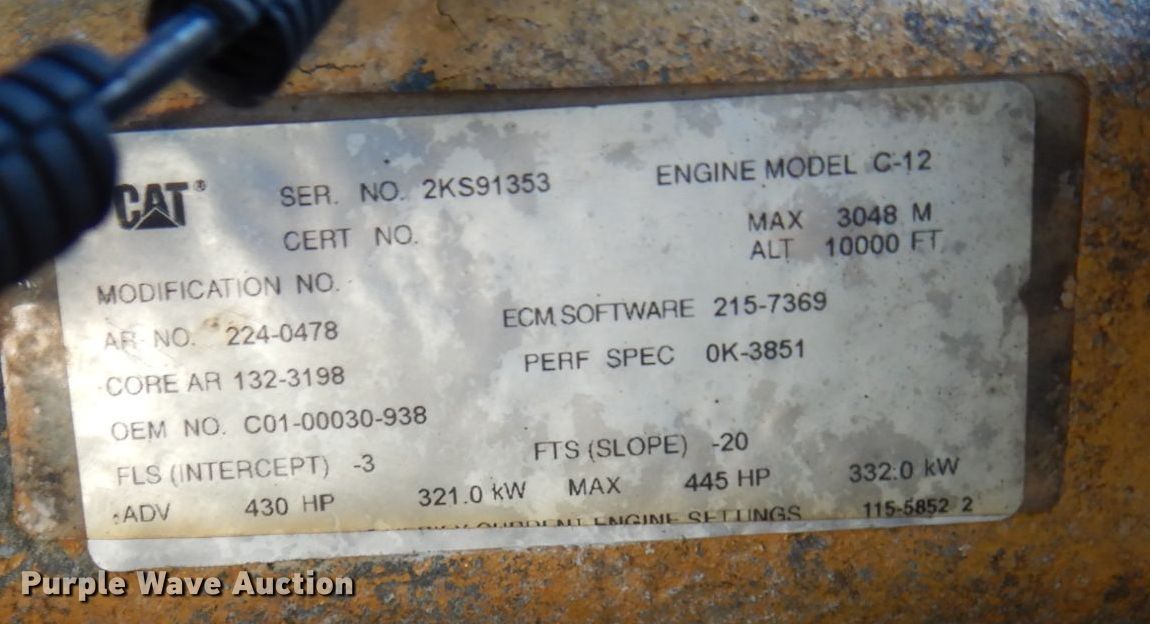 CAT® SER. NO. 2KS91353 ENGINE MODEL C-12
CERT NO. MAX 3048 M
ALT 10000 FT
MODIFICATION NO.
AR NO. 224-0478 ECM SOFTWARE 215-7369
CORE AR 132-3198 PERF SPEC 0K-3851
OEM NO. C01-00030-938
FLS (INTERCEPT) -3 FTS (SLOPE) -20
ADV 430 HP 321.0 kW MAX 445 HP 332.0 kW
CURRENT ENGINE SETTINGS 115-5852 2
Purple Wave Auction